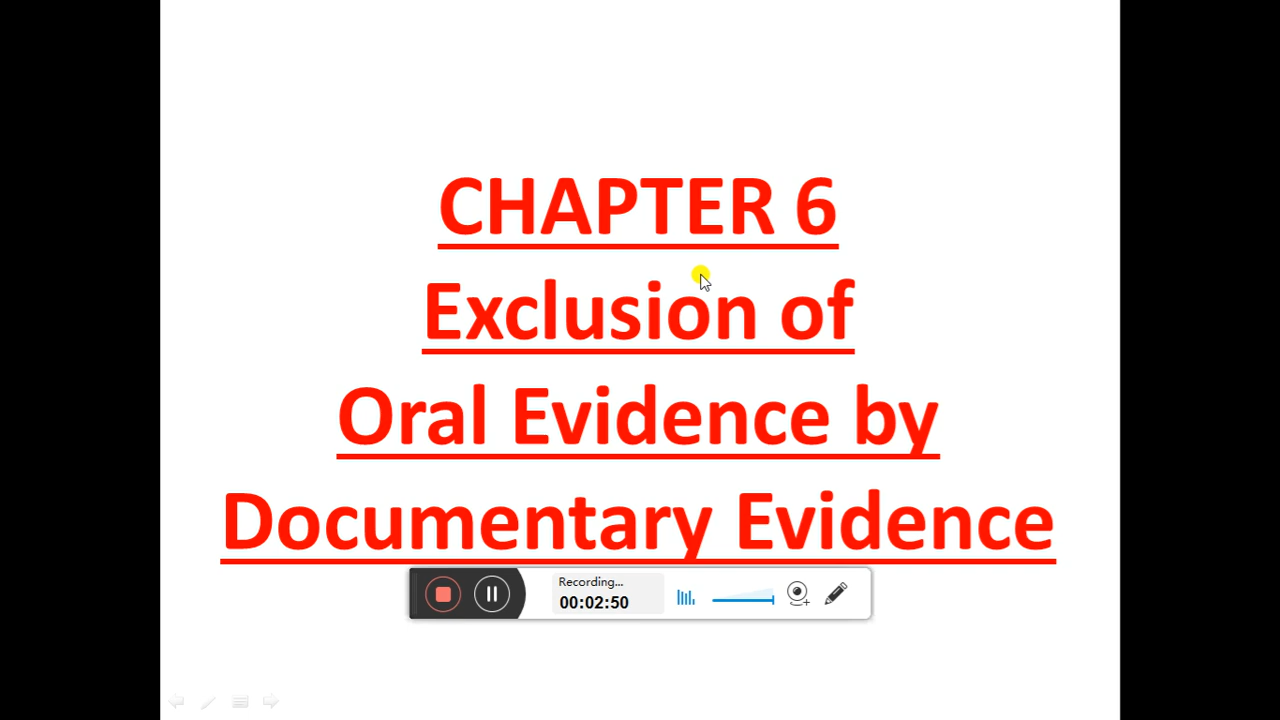 CHAPTER 6
Exclusion of
Oral Evidence by
Documentary Evidence
Recording...
00:02:50